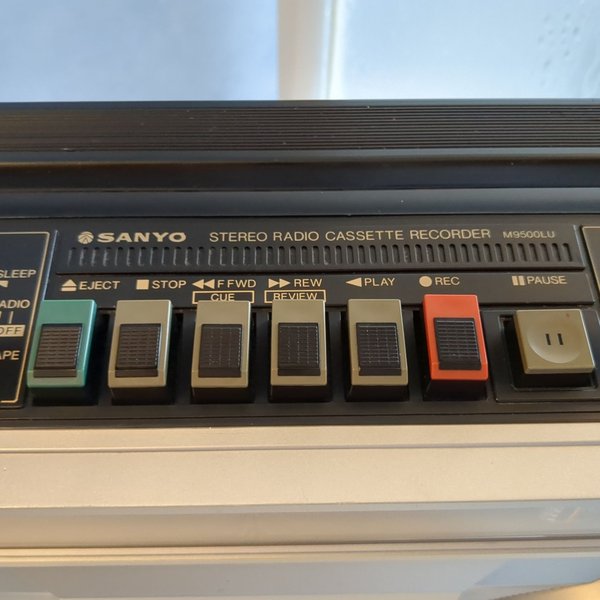 SANYO STEREO RADIO CASSETTE RECORDER M9500LU
SLEEP
RADIO
OFF
APE
EJECT STOP F FWD REW PLAY REC PAUSE
CUE REVIEW